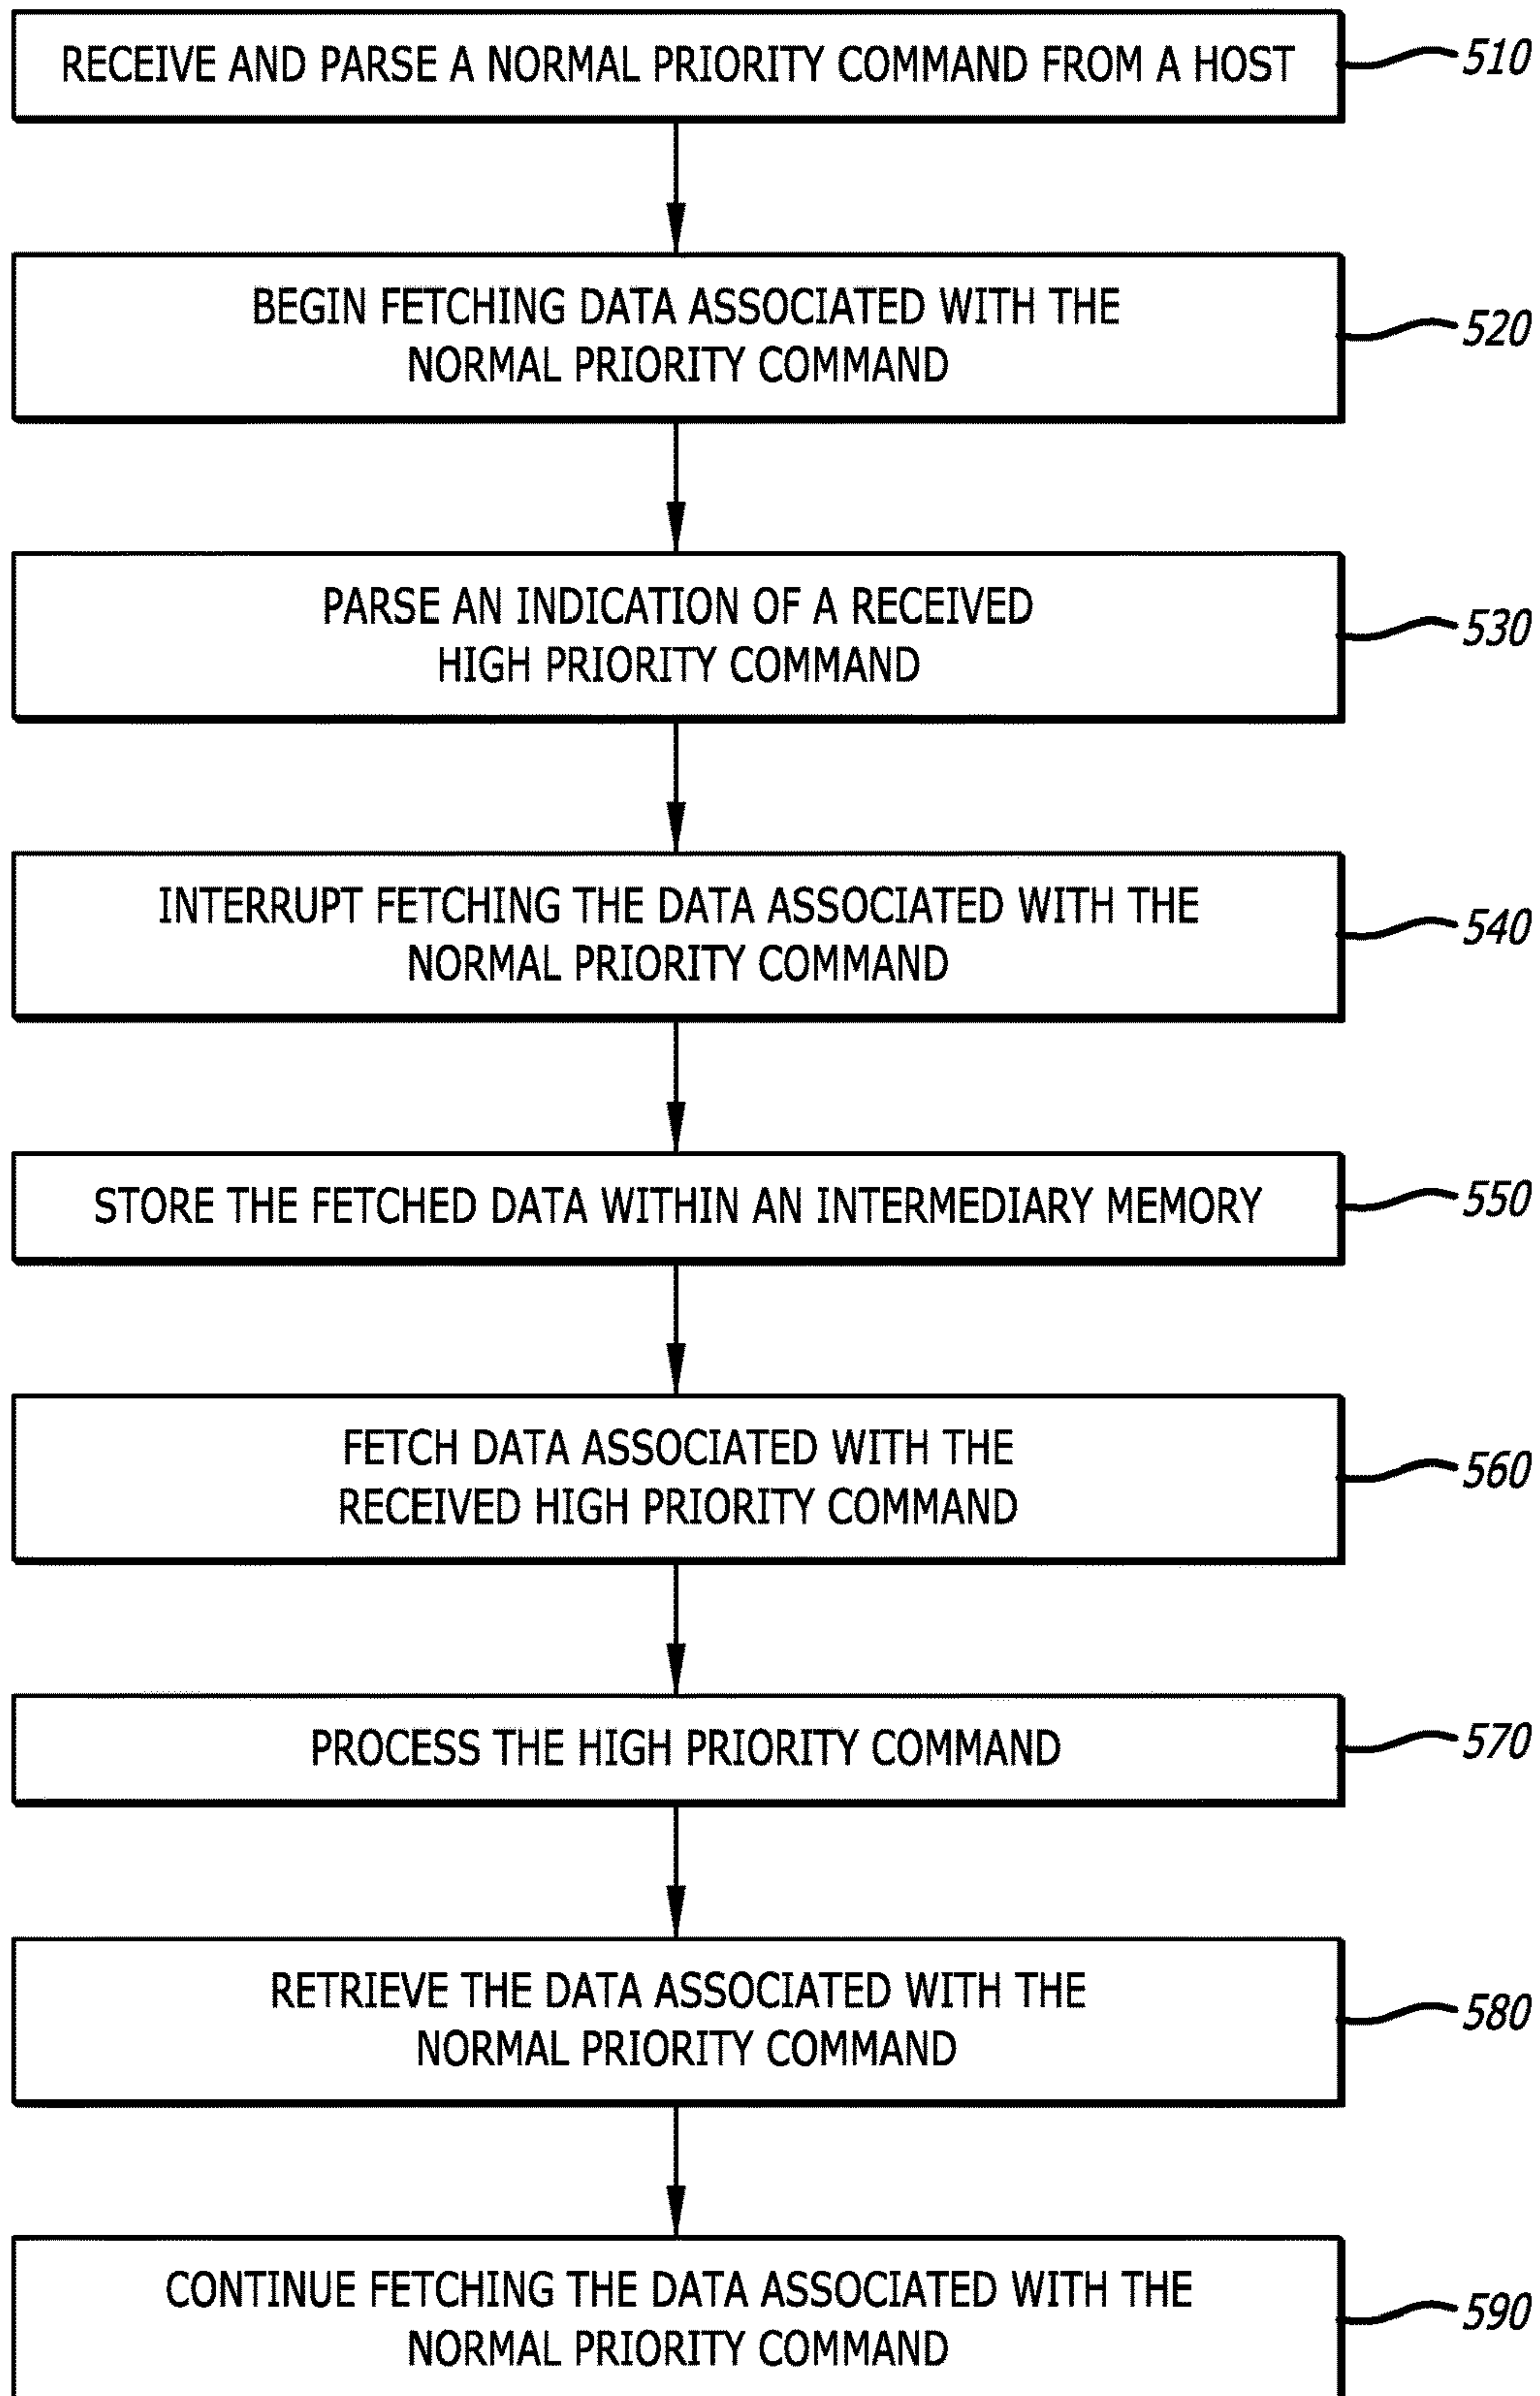 RECEIVE AND PARSE A NORMAL PRIORITY COMMAND FROM A HOST
510
BEGIN FETCHING DATA ASSOCIATED WITH THE
NORMAL PRIORITY COMMAND
520
PARSE AN INDICATION OF A RECEIVED
HIGH PRIORITY COMMAND
530
INTERRUPT FETCHING THE DATA ASSOCIATED WITH THE
NORMAL PRIORITY COMMAND
540
STORE THE FETCHED DATA WITHIN AN INTERMEDIARY MEMORY
550
FETCH DATA ASSOCIATED WITH THE
RECEIVED HIGH PRIORITY COMMAND
560
PROCESS THE HIGH PRIORITY COMMAND
570
RETRIEVE THE DATA ASSOCIATED WITH THE
NORMAL PRIORITY COMMAND
580
CONTINUE FETCHING THE DATA ASSOCIATED WITH THE
NORMAL PRIORITY COMMAND
590